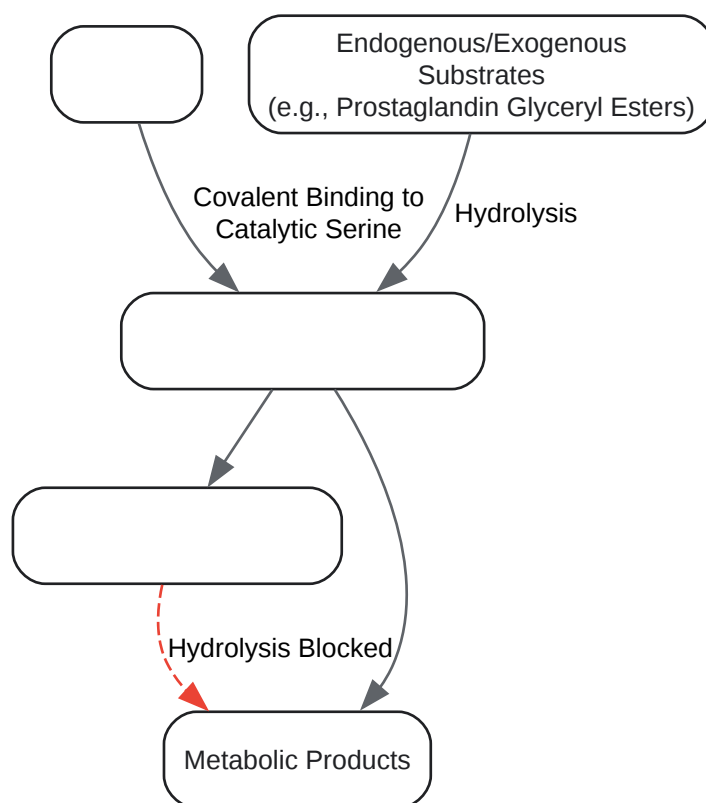 Endogenous/Exogenous
Substrates
(e.g., Prostaglandin Glyceryl Esters)
Covalent Binding to
Catalytic Serine
Hydrolysis
Hydrolysis Blocked
Metabolic Products